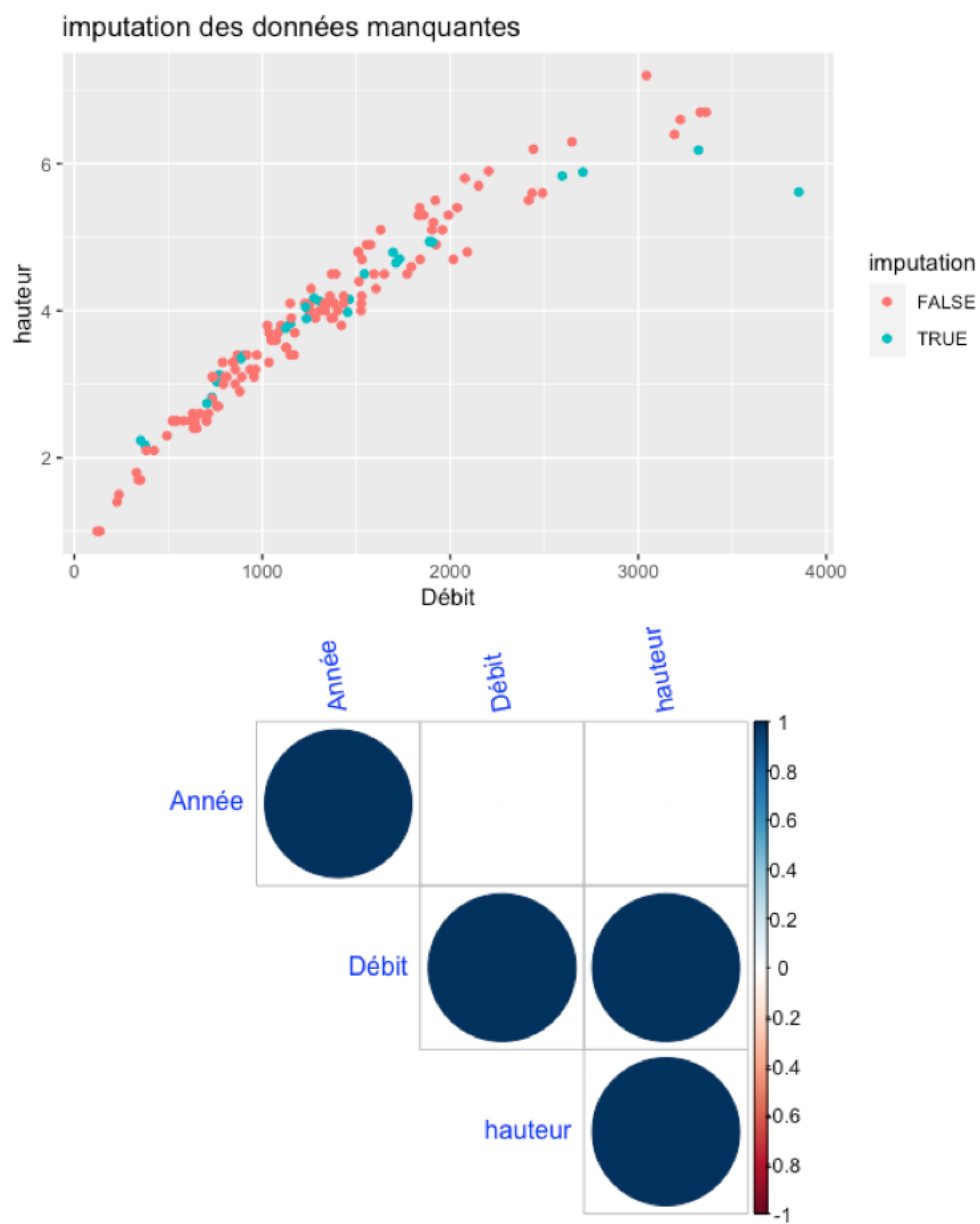 imputation des données manquantes
6
4
2
hauteur
0
1000
2000
3000
4000
Débit
imputation
FALSE
TRUE
Année
Débit
hauteur
Année
Débit
hauteur
1
0.8
0.6
0.4
0.2
0
-0.2
-0.4
-0.6
-0.8
-1